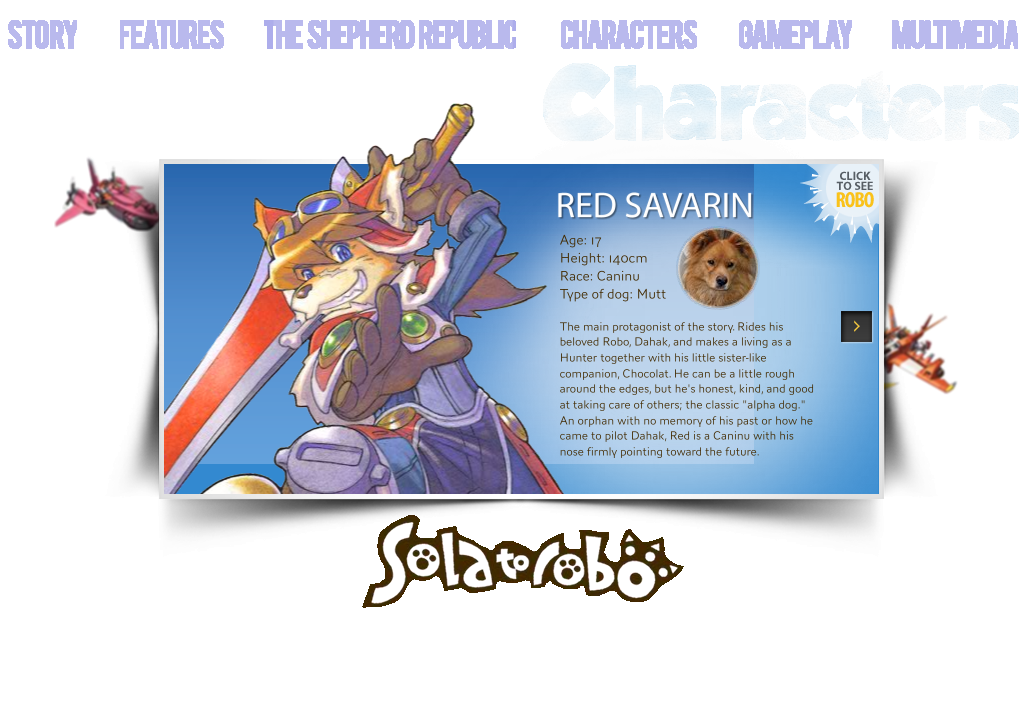 STORY FEATURES THE SHEPHERD REPUBLIC CHARACTERS GAMEPLAY MULTIMEDIA
Characters
CLICK
TO SEE
ROBO
RED SAVARIN
Age: 17
Height: 140cm
Race: Caninu
Type of dog: Mutt
The main protagonist of the story. Rides his
beloved Robo, Dahak, and makes a living as a
Hunter together with his little sister-like
companion, Chocolat. He can be a little rough
around the edges, but he's honest, kind, and good
at taking care of others; the classic "alpha dog."
An orphan with no memory of his past or how he
came to pilot Dahak, Red is a Caninu with his
nose firmly pointing toward the future.
Solatorobo